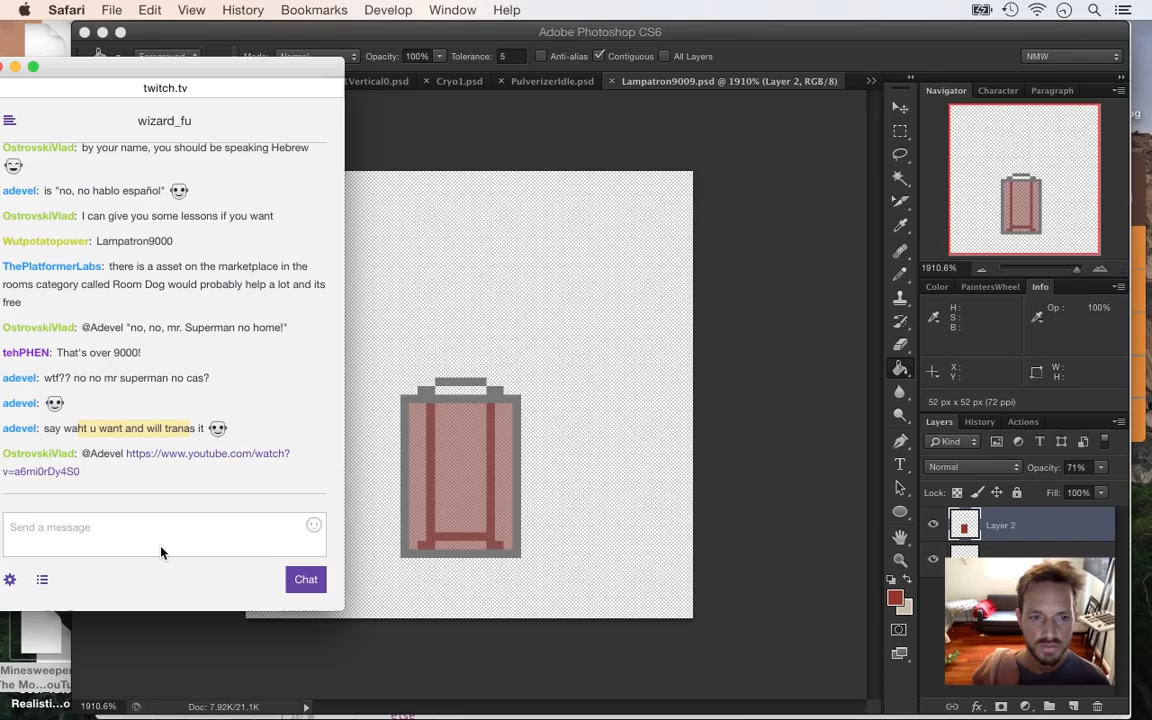 Safari File Edit View History Bookmarks Develop Window Help
Adobe Photoshop CS6
Foreground Mode: Normal Opacity: 100% Tolerance: 5 Anti-alias Contiguous All Layers NMW
Vertical0.psd × Cryo1.psd × PulverizerIdle.psd × Lampatron9009.psd @ 1910% (Layer 2, RGB/8)
twitch.tv
wizard_fu
OstrovskiVlad: by your name, you should be speaking Hebrew
adevel: is "no, no hablo español"
OstrovskiVlad: I can give you some lessons if you want
Wutpotatopower: Lampatron9000
ThePlatformerLabs: there is a asset on the marketplace in the
rooms category called Room Dog would probably help a lot and its
free
OstrovskiVlad: @Adevel "no, no, mr. Superman no home!"
tehPHEN: That's over 9000!
adevel: wtf?? no no mr superman no cas?
adevel:
adevel: say waht u want and will tranas it
OstrovskiVlad: @Adevel https://www.youtube.com/watch?
v=a6mi0rDy4S0
Send a message
Chat
Minesweeper
The Mo...ouTu
Realisti...
1910.6% Doc: 7.92K/21.1K
else
Navigator Character Paragraph
1910.6%
Color PaintersWheel Info
H:
S:
B:
Op: 100%
X:
Y:
W:
H:
52 px x 52 px (72 ppi)
Layers History Actions
Kind
Normal Opacity: 71%
Lock: Fill: 100%
Layer 2